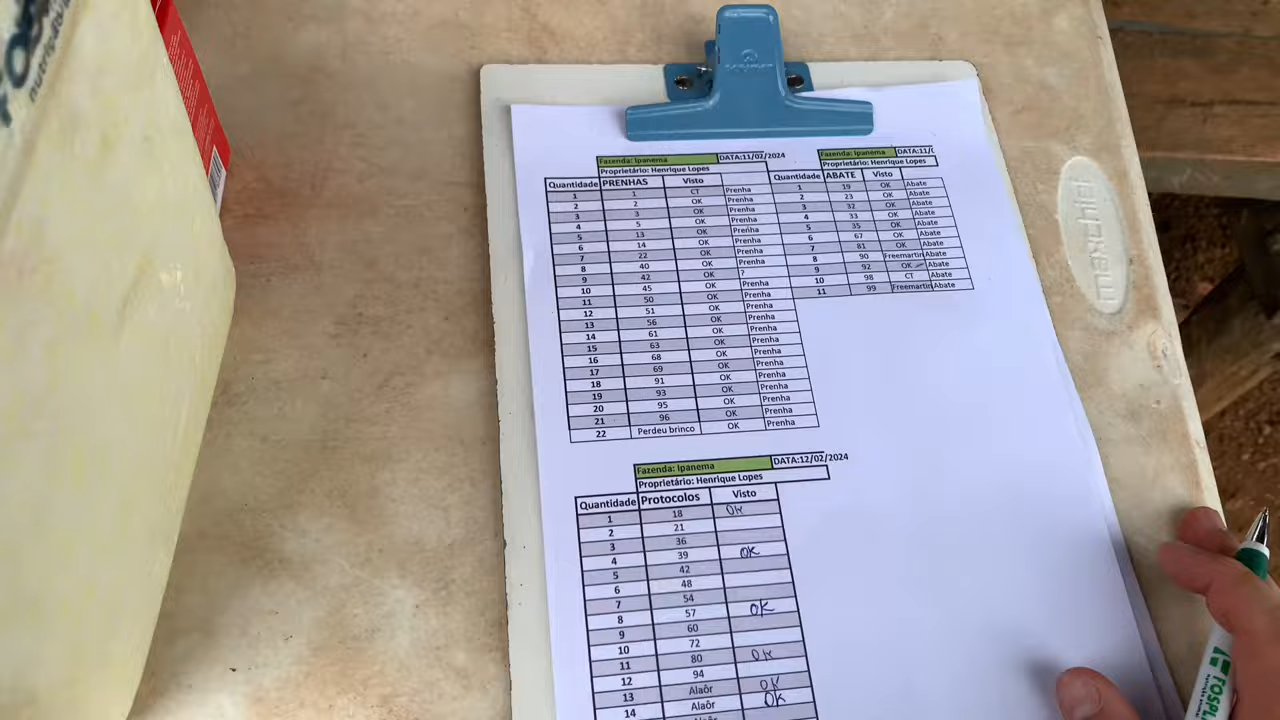 Fazenda: Ipanema DATA:11/02/2024
Proprietário: Henrique Lopes
Quantidade PRENHAS Visto
1 1 CT Prenha
2 2 OK Prenha
3 3 OK Prenha
4 5 OK Prenha
5 13 OK Prenha
6 14 OK Prenha
7 22 OK Prenha
8 40 OK Prenha
9 42 OK ?
10 45 OK Prenha
11 50 OK Prenha
12 51 OK Prenha
13 56 OK Prenha
14 61 OK Prenha
15 63 OK Prenha
16 68 OK Prenha
17 69 OK Prenha
18 91 OK Prenha
19 93 OK Prenha
20 95 OK Prenha
21 96 OK Prenha
22 Perdeu brinco OK Prenha
Fazenda: Ipanema DATA:11/
Proprietário: Henrique Lopes
Quantidade ABATE Visto
1 19 OK Abate
2 23 OK Abate
3 32 OK Abate
4 33 OK Abate
5 35 OK Abate
6 67 OK Abate
7 81 OK Abate
8 90 Freemartin Abate
9 92 OK Abate
10 98 CT Abate
11 99 Freemartin Abate
Fazenda: Ipanema DATA:12/02/2024
Proprietário: Henrique Lopes
Quantidade Protocolos Visto
1 18 OK
2 21
3 36
4 39 OK
5 42
6 48
7 54
8 57 OK
9 60
10 72
11 80 OK
12 94
13 Alaôr OK
14 Alaôr OK
Alaôr